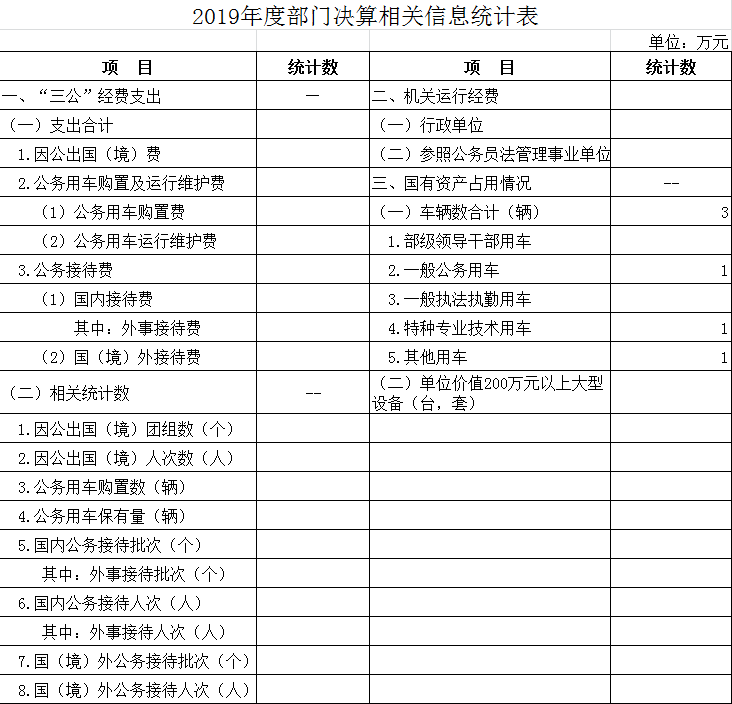 2019年度部门决算相关信息统计表
单位：万元
项 目 统计数 项 目 统计数
一、“三公”经费支出 — 二、机关运行经费
（一）支出合计 （一）行政单位
1.因公出国（境）费 （二）参照公务员法管理事业单位
2.公务用车购置及运行维护费 三、国有资产占用情况 --
（1）公务用车购置费 （一）车辆数合计（辆） 3
（2）公务用车运行维护费 1.部级领导干部用车
3.公务接待费 2.一般公务用车 1
（1）国内接待费 3.一般执法执勤用车
其中：外事接待费 4.特种专业技术用车 1
（2）国（境）外接待费 5.其他用车 1
（二）相关统计数 -- （二）单位价值200万元以上大型
设备（台，套）
1.因公出国（境）团组数（个）
2.因公出国（境）人次数（人）
3.公务用车购置数（辆）
4.公务用车保有量（辆）
5.国内公务接待批次（个）
其中：外事接待批次（个）
6.国内公务接待人次（人）
其中：外事接待人次（人）
7.国（境）外公务接待批次（个）
8.国（境）外公务接待人次（人）